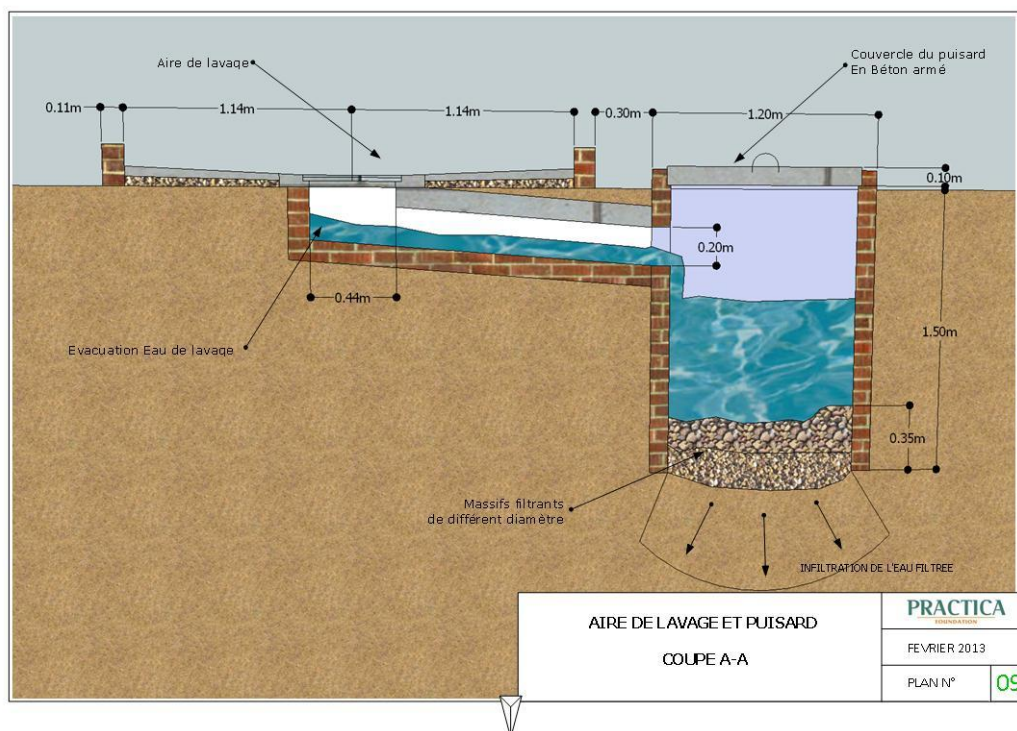 Aire de lavage
Couvercle du puisard
En Béton armé
0.11m
1.14m
1.14m
0.30m
1.20m
0.10m
0.20m
0.44m
1.50m
Evacuation Eau de lavage
0.35m
Massifs filtrants
de différent diamètre
INFILTRATION DE L'EAU FILTREE
AIRE DE LAVAGE ET PUISARD
COUPE A-A
PRACTICA
FOUNDATION
FEVRIER 2013
PLAN N° 09